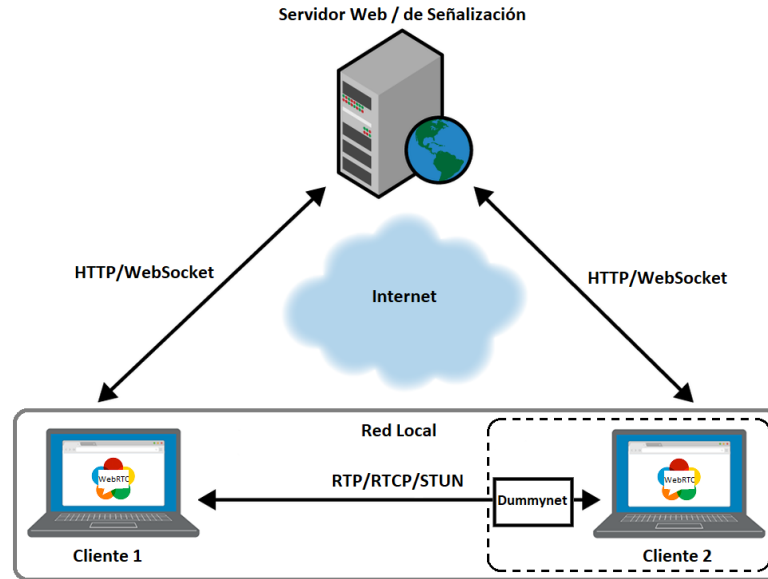 Servidor Web / de Señalización
HTTP/WebSocket
HTTP/WebSocket
Internet
Red Local
WebRTC
RTP/RTCP/STUN
Dummynet
WebRTC
Cliente 1
Cliente 2